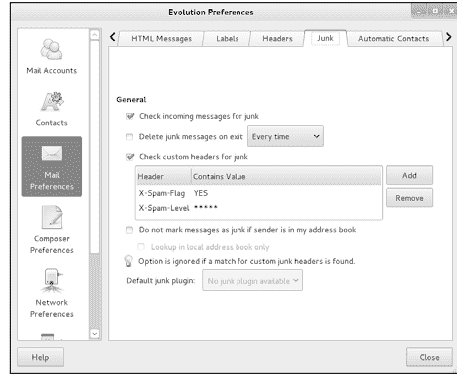 Evolution Preferences
HTML Messages Labels Headers Junk Automatic Contacts
Mail Accounts
Contacts
Mail
Preferences
Composer
Preferences
Network
Preferences
General
Check incoming messages for junk
Delete junk messages on exit Every time
Check custom headers for junk
Header Contains Value
X-Spam-Flag YES
X-Spam-Level *****
Add
Remove
Do not mark messages as junk if sender is in my address book
Lookup in local address book only
Option is ignored if a match for custom junk headers is found.
Default junk plugin: No junk plugin available
Help
Close